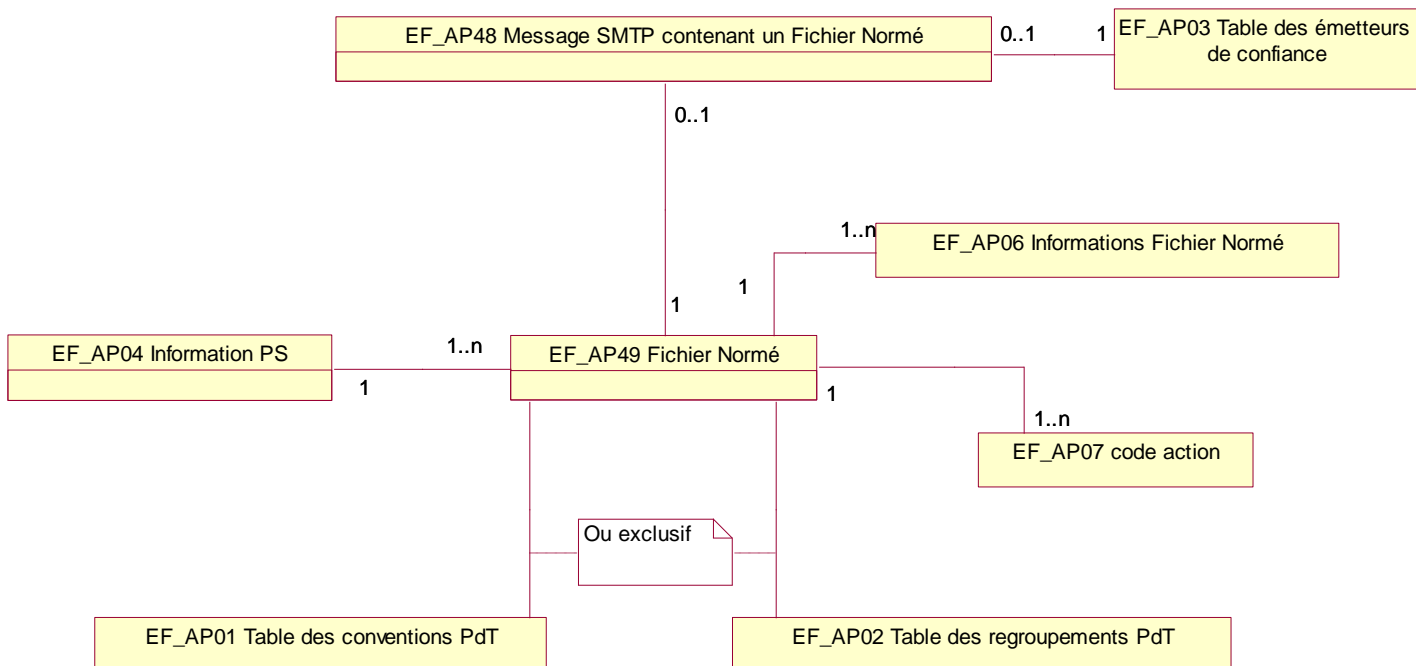 EF_AP48 Message SMTP contenant un Fichier Normé
0..1
1
EF_AP03 Table des émetteurs
de confiance
0..1
1..n
EF_AP06 Informations Fichier Normé
1
1
EF_AP04 Information PS
1..n
EF_AP49 Fichier Normé
1
1
1..n
EF_AP07 code action
Ou exclusif
EF_AP01 Table des conventions PdT
EF_AP02 Table des regroupements PdT